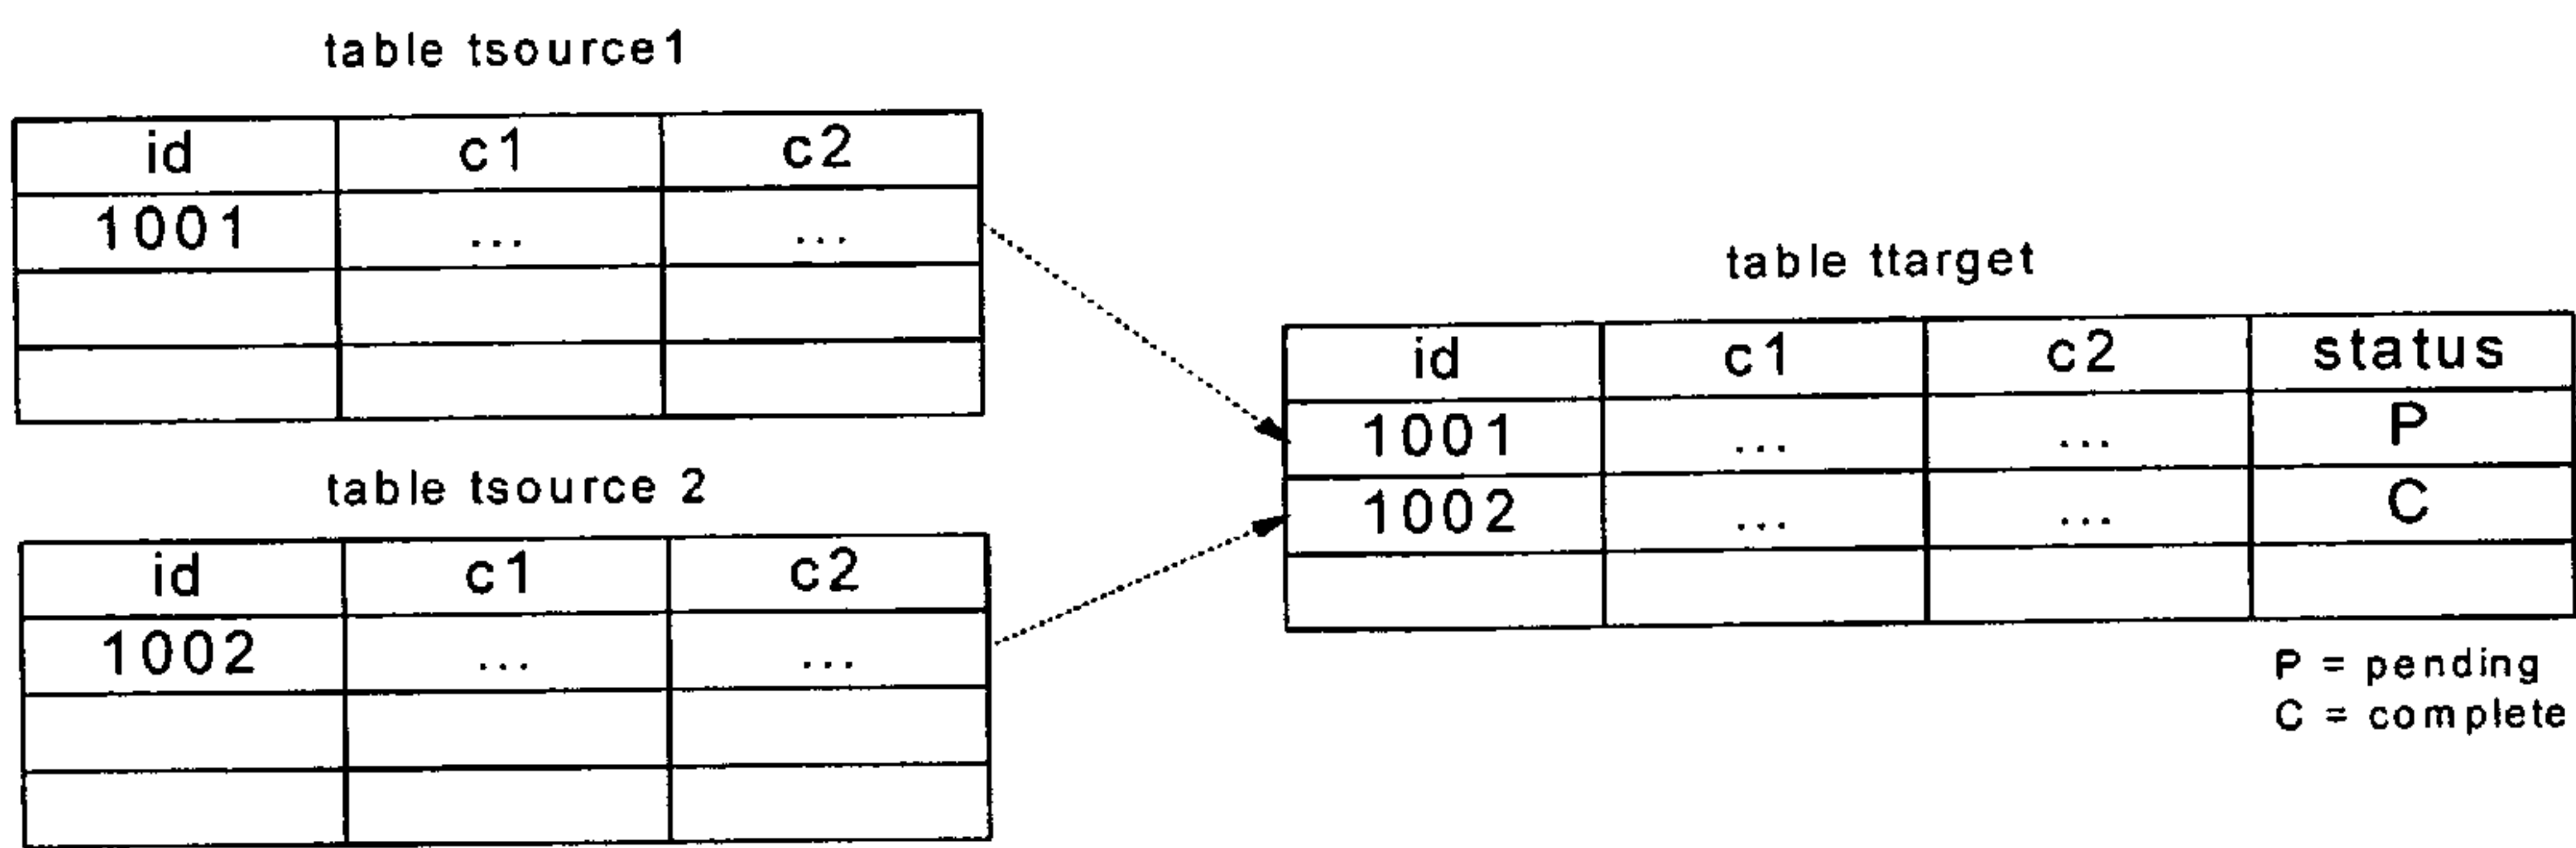 table tsource1
id c1 c2
1001 ... ...
table tsource 2
id c1 c2
1002 ... ...
table ttarget
id c1 c2 status
1001 ... ... P
1002 ... ... C
P = pending
C = complete